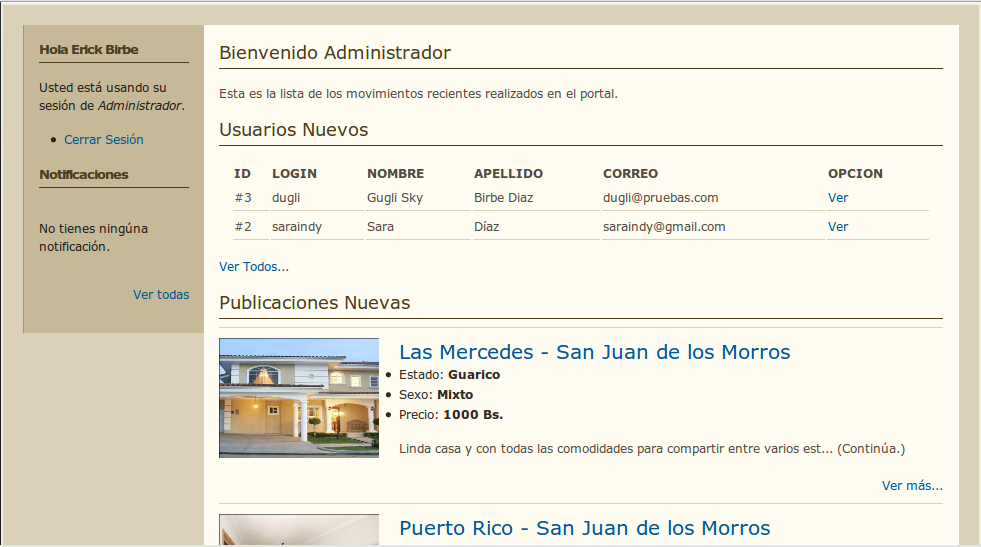 Hola Erick Birbe
Usted está usando su
sesión de Administrador.
Cerrar Sesión
Notificaciones
No tienes ningúna
notificación.
Ver todas
Bienvenido Administrador
Esta es la lista de los movimientos recientes realizados en el portal.
Usuarios Nuevos
ID LOGIN NOMBRE APELLIDO CORREO OPCION
#3 dugli Gugli Sky Birbe Diaz dugli@pruebas.com Ver
#2 saraindy Sara Díaz saraindy@gmail.com Ver
Ver Todos...
Publicaciones Nuevas
Las Mercedes - San Juan de los Morros
Estado: Guarico
Sexo: Mixto
Precio: 1000 Bs.
Linda casa y con todas las comodidades para compartir entre varios est... (Continúa.)
Ver más...
Puerto Rico - San Juan de los Morros